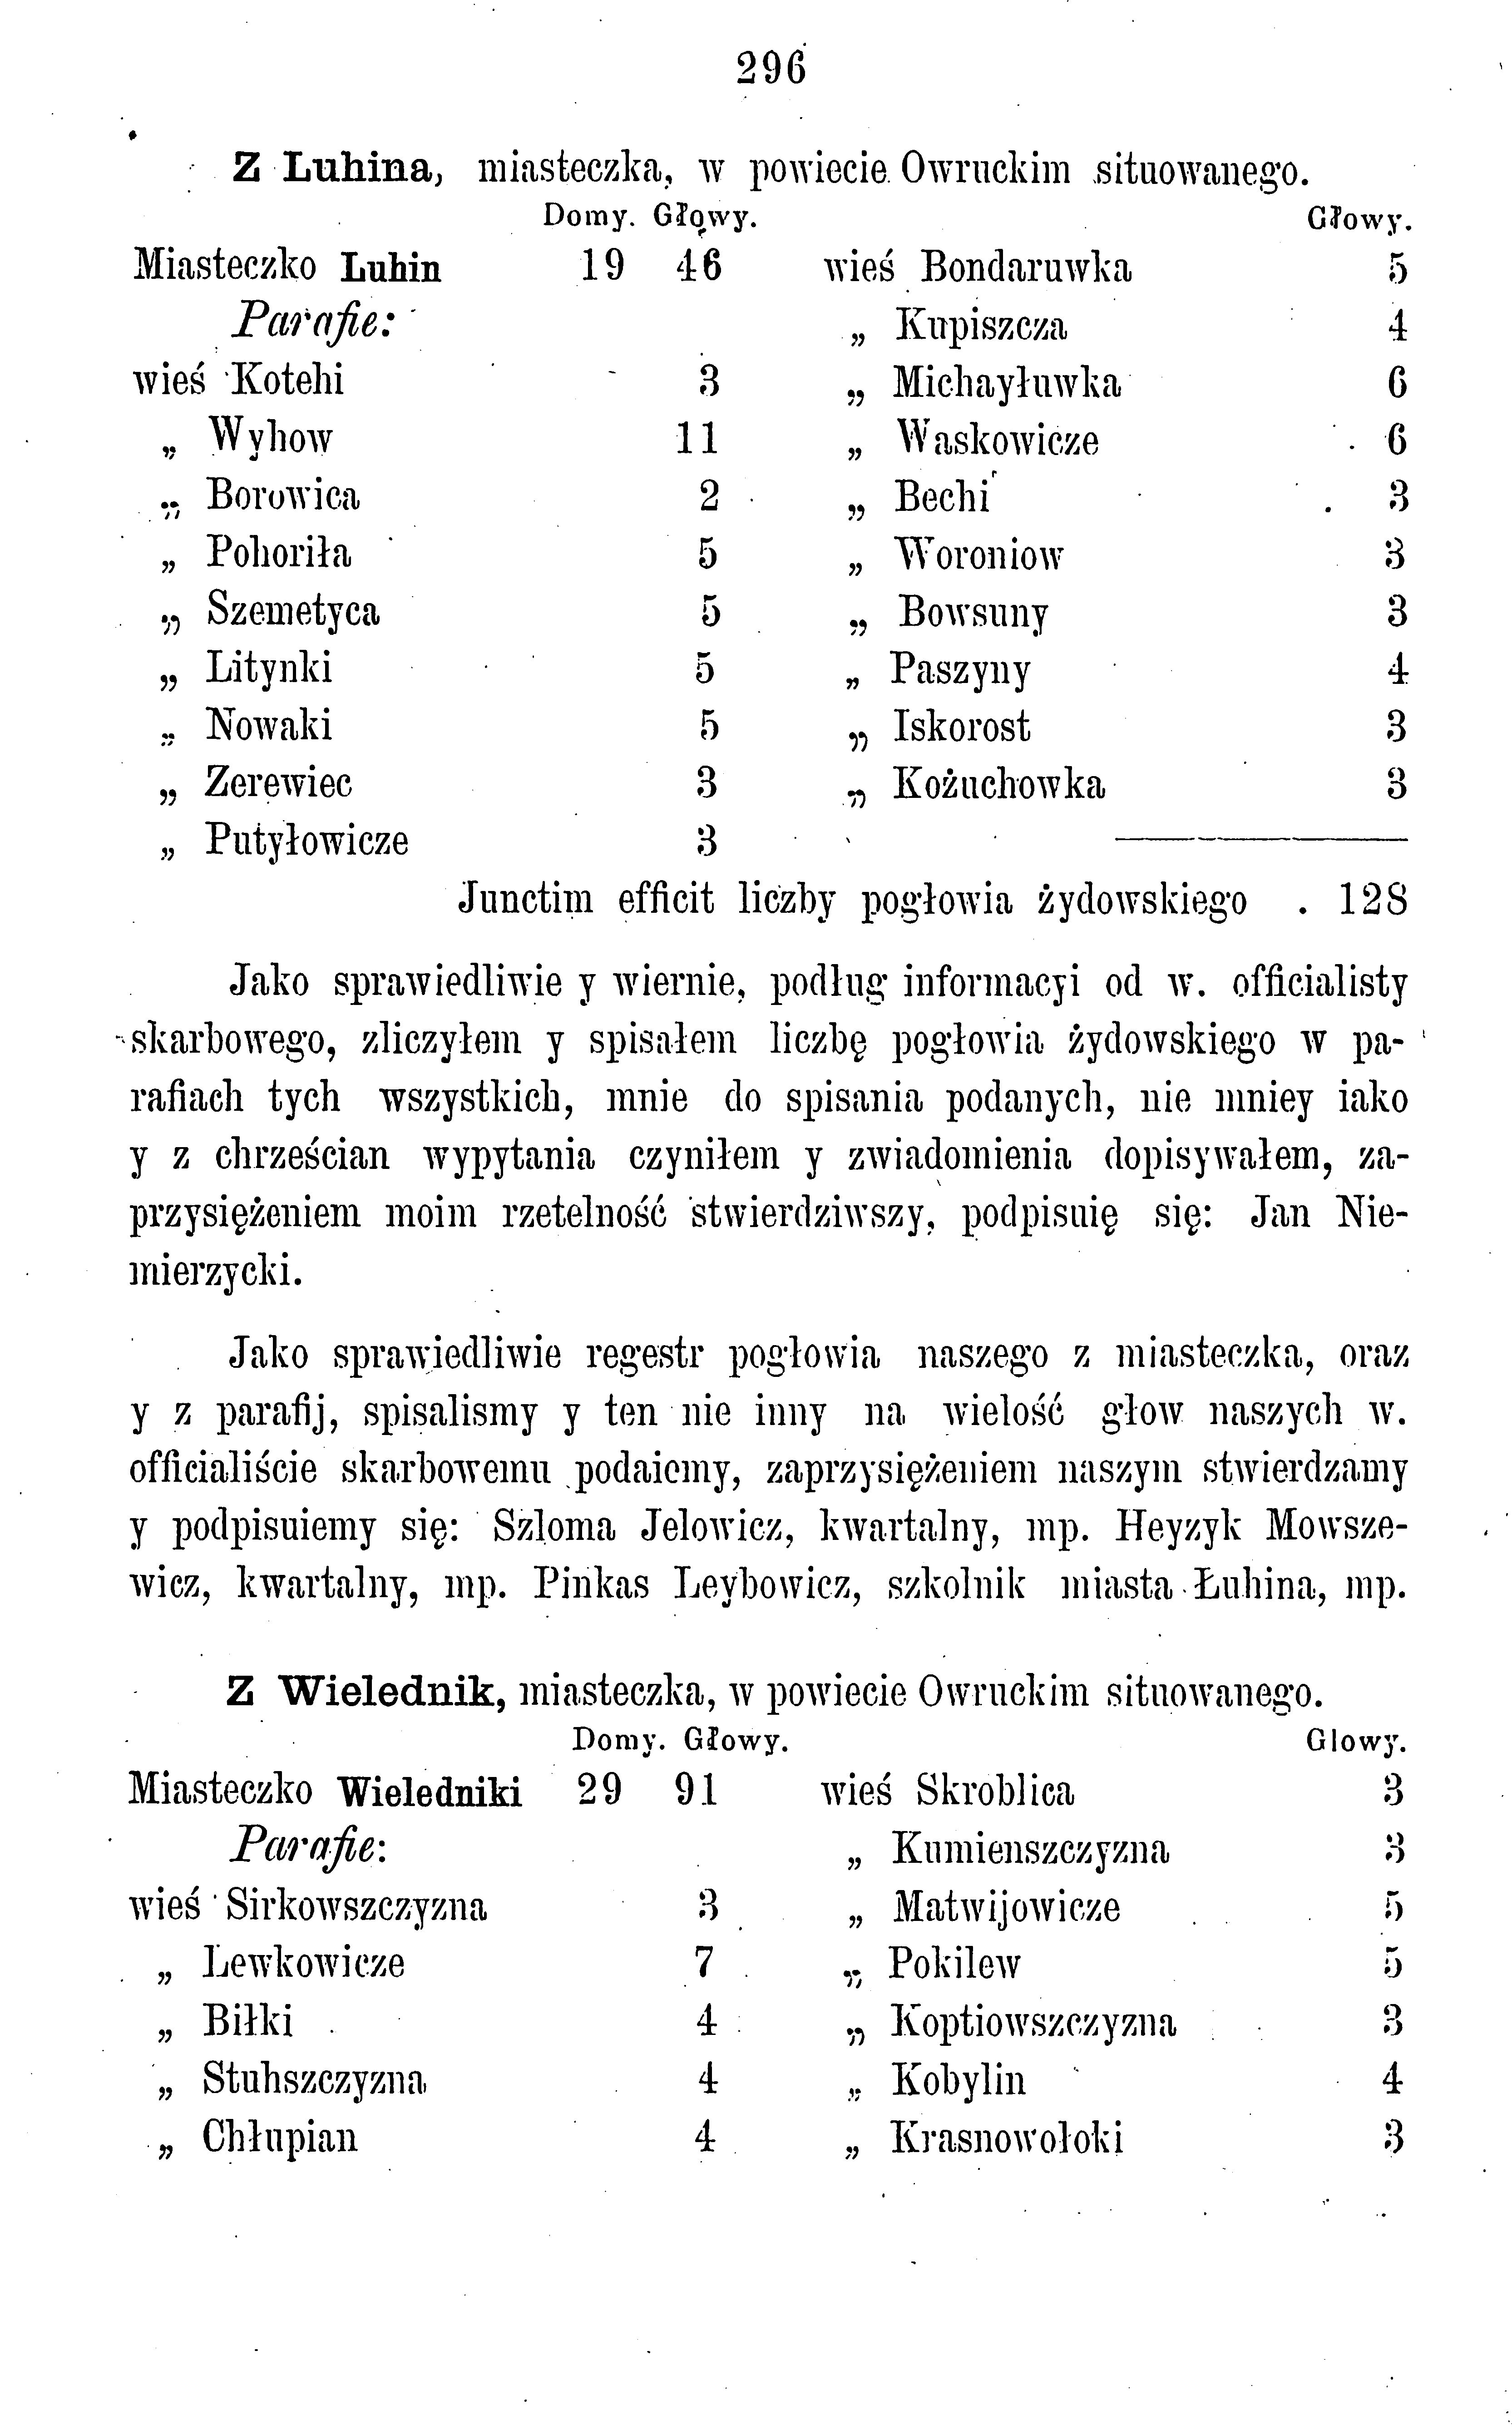 296
Z Luhina, miasteczka, w powiecie Owruckim situowanego.
Domy. Głowy. Głowy.
Miasteczko Luhin 19 46 wieś Bondaruwka 5
Parafie: „ Kupiszcza 4
wieś Kotehi 3 „ Michayłuwka 6
„ Wyhow 11 „ Waskowicze 6
„ Borowica 2 „ Bechi 3
„ Pohoriła 5 „ Woroniow 3
„ Szemetyca 5 „ Bowsuny 3
„ Litynki 5 „ Paszyny 4
„ Nowaki 5 „ Iskorost 3
„ Zerewiec 3 „ Kożuchowka 3
„ Putyłowicze 3
Junctim efficit liczby pogłowia żydowskiego . 128
Jako sprawiedliwie y wiernie, podług informacyi od w. officialisty
skarbowego, zliczyłem y spisałem liczbę pogłowia żydowskiego w pa-
rafiach tych wszystkich, mnie do spisania podanych, nie mniey iako
y z chrześcian wypytania czyniłem y zwiadomienia dopisywałem, za-
przysiężeniem moim rzetelność stwierdziwszy, podpisuię się: Jan Nie-
mierzycki.
Jako sprawiedliwie regestr pogłowia naszego z miasteczka, oraz
y z parafij, spisalismy y ten nie inny na wielość głow naszych w.
officialiście skarbowemu podaiemy, zaprzysiężeniem naszym stwierdzamy
y podpisuiemy się: Szloma Jelowicz, kwartalny, mp. Heyzyk Mowsze-
wicz, kwartalny, mp. Pinkas Leybowicz, szkolnik miasta Łuhina, mp.
Z Wielednik, miasteczka, w powiecie Owruckim situowanego.
Domy. Głowy. Glowy.
Miasteczko Wieledniki 29 91 wieś Skroblica 3
Parafie: „ Kumienszczyzna 3
wieś Sirkowszczyzna 3 „ Matwijowicze 5
„ Lewkowicze 7 „ Pokilew 5
„ Biłki 4 „ Koptiowszczyzna 3
„ Stuhszczyzna 4 „ Kobylin 4
„ Chłupian 4 „ Krasnowołoki 3